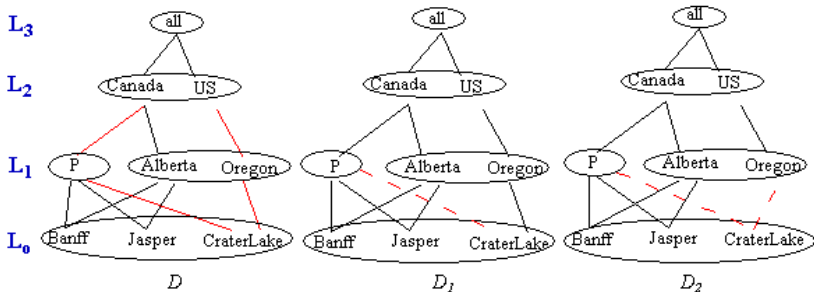 L3 all all all
L2 Canada US Canada US Canada US
L1 P Alberta Oregon P Alberta Oregon P Alberta Oregon
Lo Banff Jasper CraterLake Banff Jasper CraterLake Banff Jasper CraterLake
D D1 D2